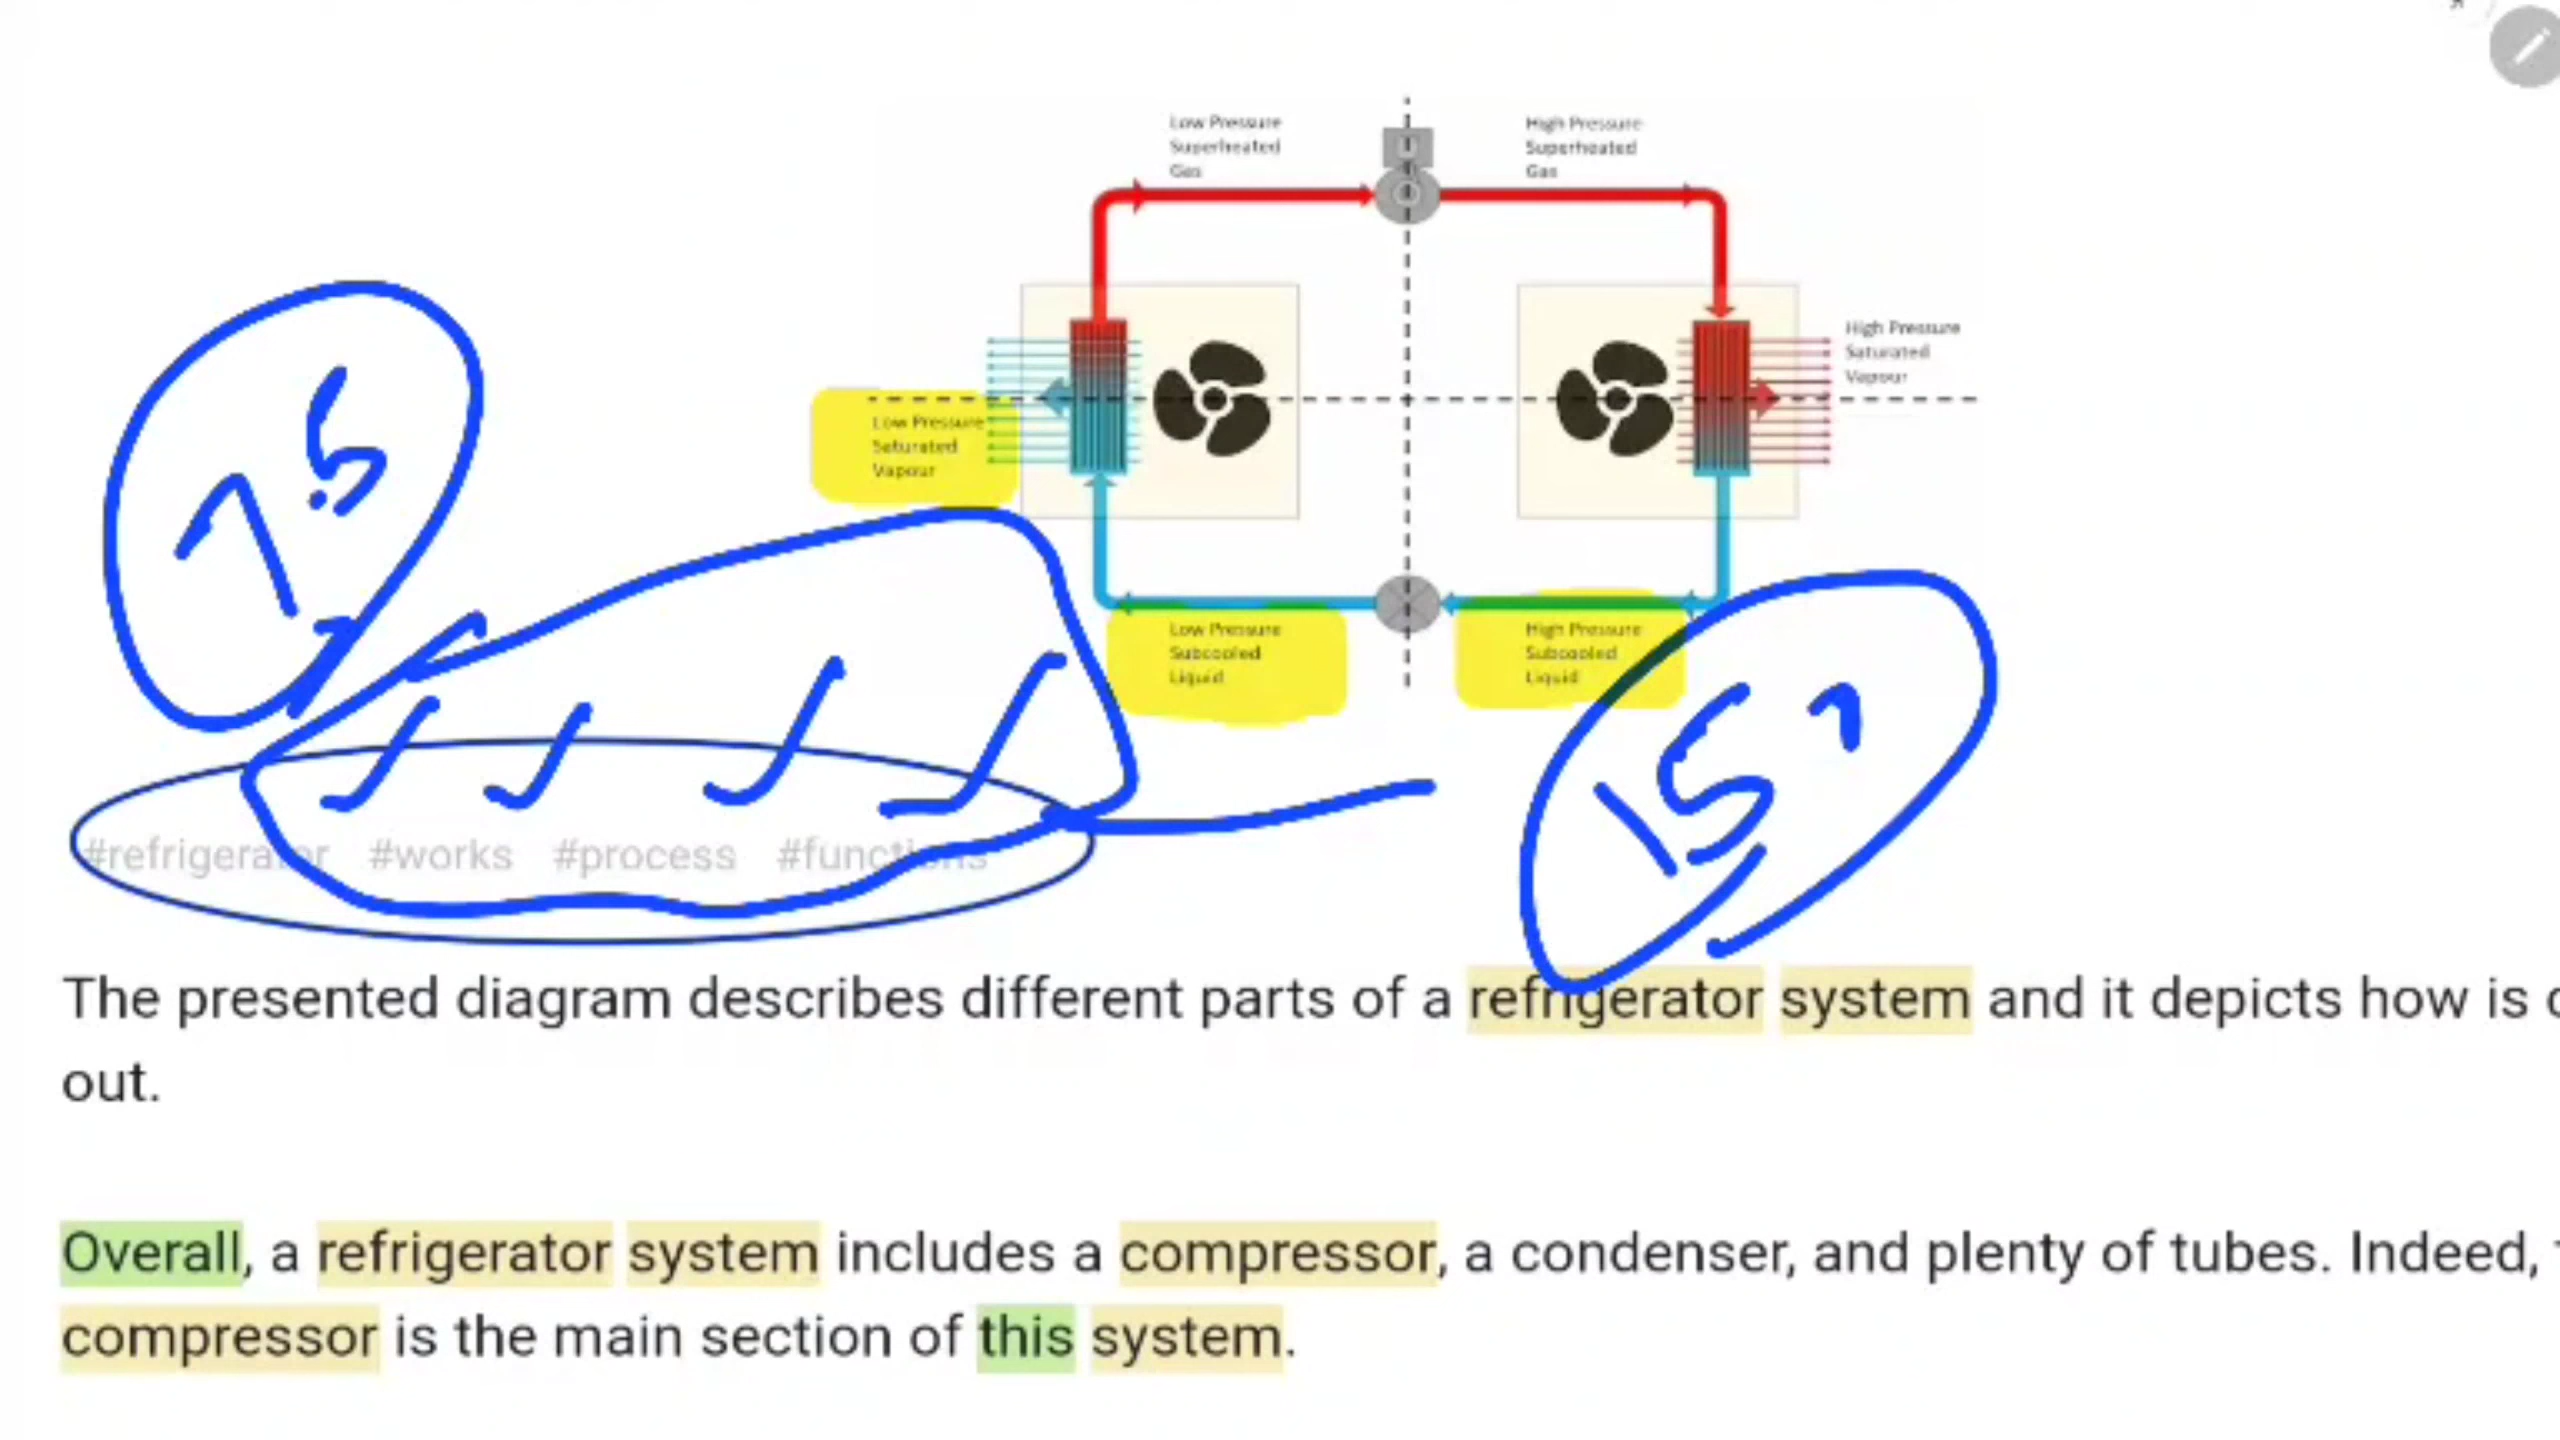 Low Pressure
Superheated
Gas
High Pressure
Superheated
Gas
High Pressure
Saturated
Vapour
Low Pressure
Saturated
Vapour
7.5
Low Pressure
Subcooled
Liquid
High Pressure
Subcooled
Liquid
15
#refrigerator #works #process #functions
The presented diagram describes different parts of a refrigerator system and it depicts how is
out.
Overall, a refrigerator system includes a compressor, a condenser, and plenty of tubes. Indeed,
compressor is the main section of this system.